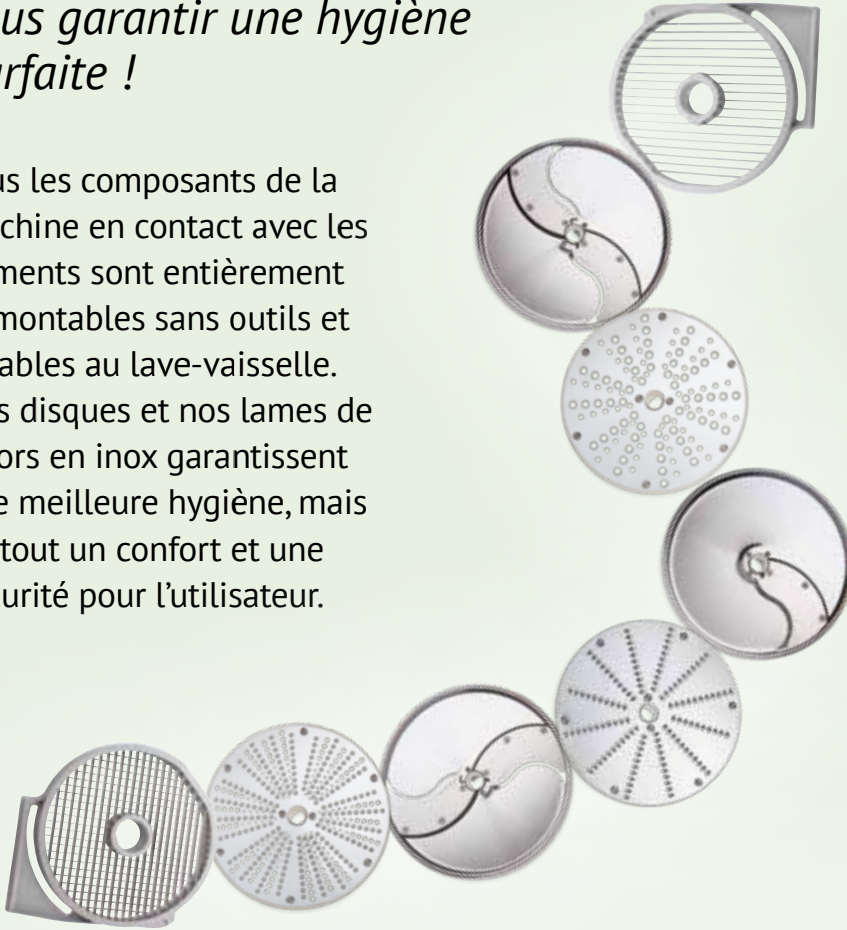 us garantir une hygiène
rfaite !
us les composants de la
chine en contact avec les
ments sont entièrement
montables sans outils et
ables au lave-vaisselle.
s disques et nos lames de
ors en inox garantissent
e meilleure hygiène, mais
tout un confort et une
urité pour l’utilisateur.